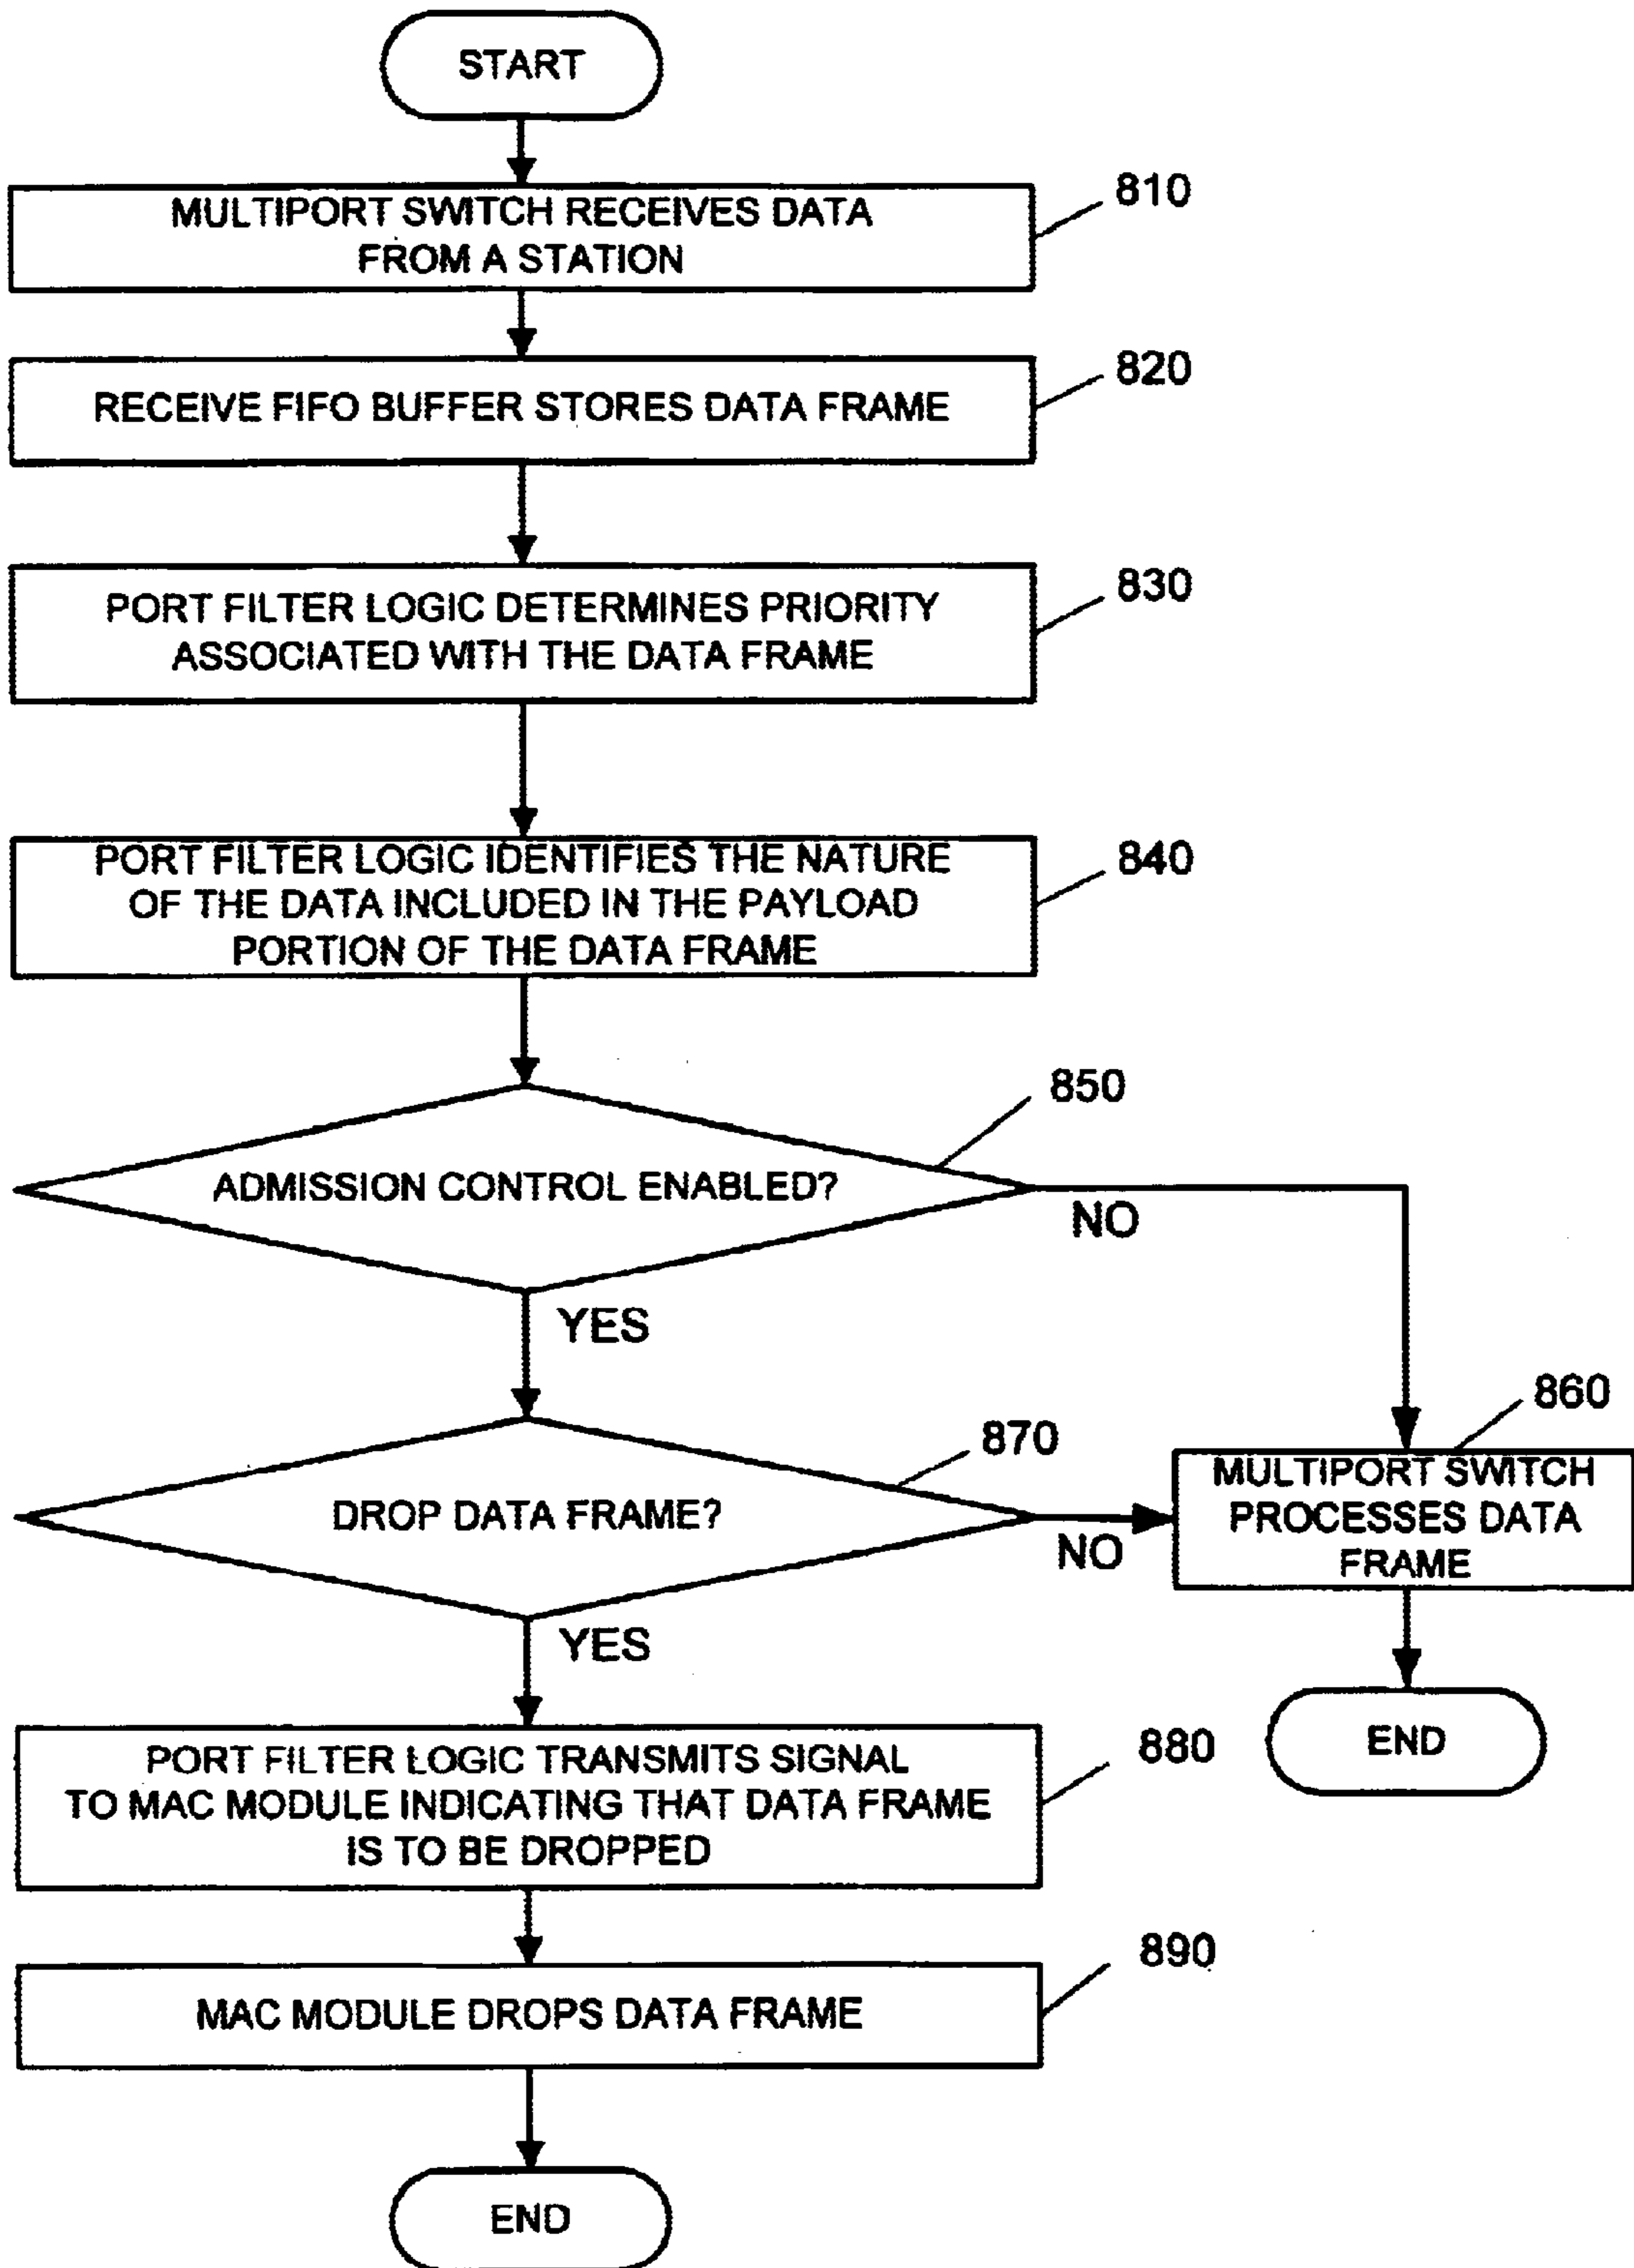 START
MULTIPORT SWITCH RECEIVES DATA
FROM A STATION
810
RECEIVE FIFO BUFFER STORES DATA FRAME
820
PORT FILTER LOGIC DETERMINES PRIORITY
ASSOCIATED WITH THE DATA FRAME
830
PORT FILTER LOGIC IDENTIFIES THE NATURE
OF THE DATA INCLUDED IN THE PAYLOAD
PORTION OF THE DATA FRAME
840
ADMISSION CONTROL ENABLED?
850
NO
YES
DROP DATA FRAME?
870
NO
YES
MULTIPORT SWITCH
PROCESSES DATA
FRAME
860
END
PORT FILTER LOGIC TRANSMITS SIGNAL
TO MAC MODULE INDICATING THAT DATA FRAME
IS TO BE DROPPED
880
MAC MODULE DROPS DATA FRAME
890
END